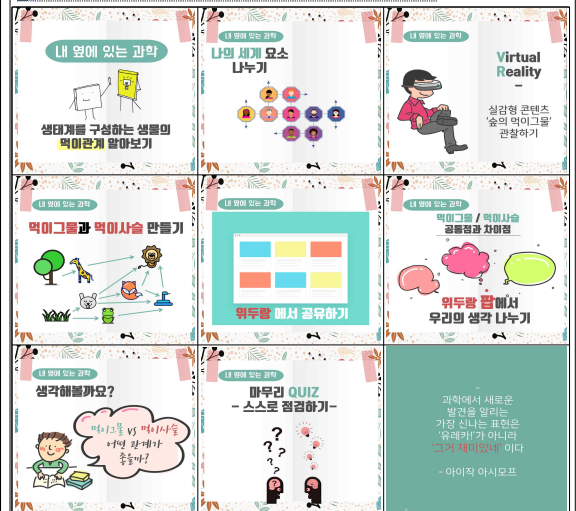 내 옆에 있는 과학
생태계를 구성하는 생물의
먹이관계 알아보기
내 옆에 있는 과학
나의 세계 요소
나누기
내 옆에 있는 과학
Virtual
Reality
–
실감형 콘텐츠
'숲의 먹이그물'
관찰하기
내 옆에 있는 과학
먹이그물과 먹이사슬 만들기
내 옆에 있는 과학
위두랑 에서 공유하기
내 옆에 있는 과학
먹이그물 / 먹이사슬
공통점과 차이점
위두랑 팝에서
우리의 생각 나누기
내 옆에 있는 과학
생각해볼까요?
먹이그물 VS 먹이사슬
어떤 관계가
좋을까?
내 옆에 있는 과학
마무리 QUIZ
- 스스로 점검하기-
–
과학에서 새로운
발견을 알리는
가장 신나는 표현은
'유레카!'가 아니라
'그거 재미있네' 이다
- 아이작 아시모프